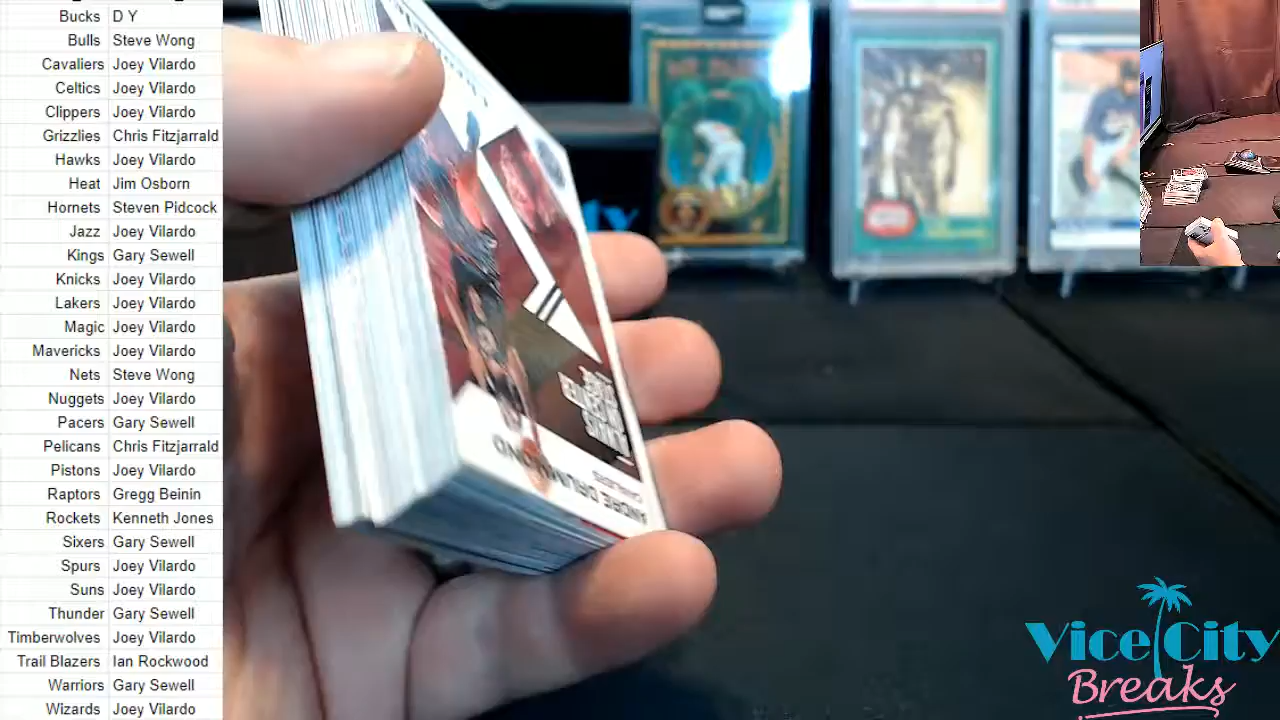 Bucks D Y
Bulls Steve Wong
Cavaliers Joey Vilardo
Celtics Joey Vilardo
Clippers Joey Vilardo
Grizzlies Chris Fitzjarrald
Hawks Joey Vilardo
Heat Jim Osborn
Hornets Steven Pidcock
Jazz Joey Vilardo
Kings Gary Sewell
Knicks Joey Vilardo
Lakers Joey Vilardo
Magic Joey Vilardo
Mavericks Joey Vilardo
Nets Steve Wong
Nuggets Joey Vilardo
Pacers Gary Sewell
Pelicans Chris Fitzjarrald
Pistons Joey Vilardo
Raptors Gregg Beinin
Rockets Kenneth Jones
Sixers Gary Sewell
Spurs Joey Vilardo
Suns Joey Vilardo
Thunder Gary Sewell
Timberwolves Joey Vilardo
Trail Blazers Ian Rockwood
Warriors Gary Sewell
Wizards Joey Vilardo
ANDRE DRUMMOND
CAVALIERS
Vice City
Breaks